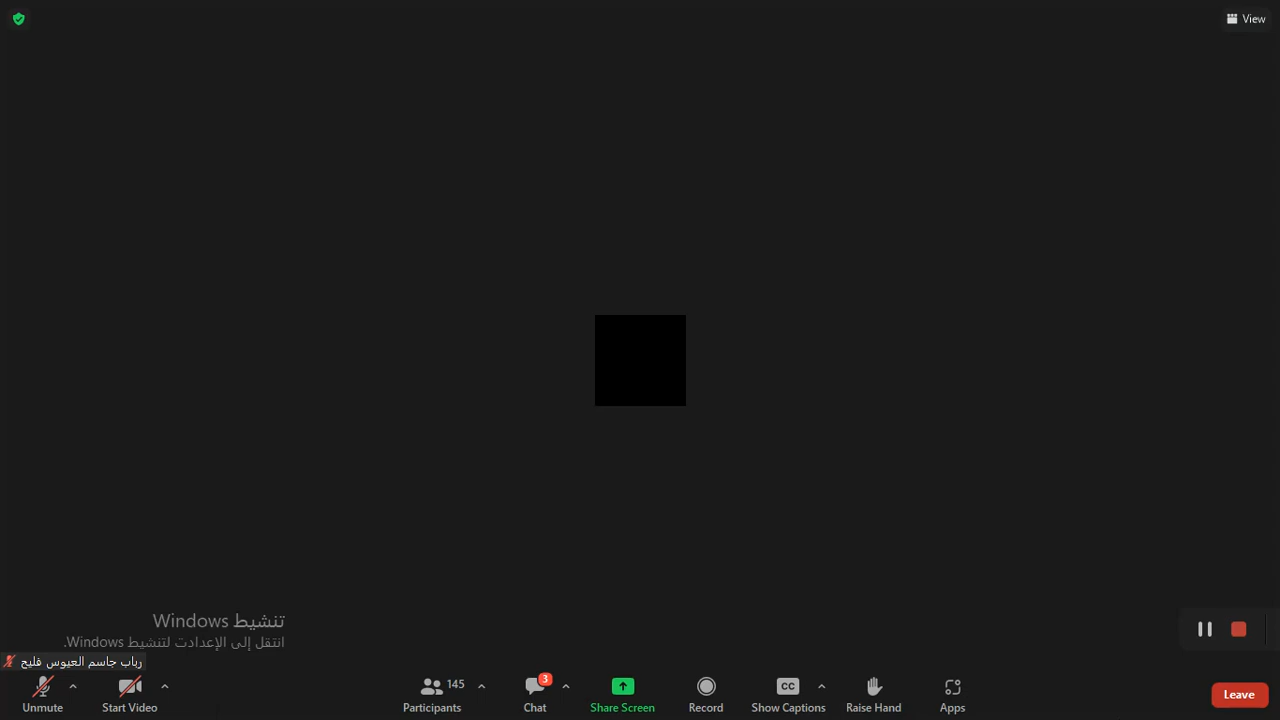 View
تنشيط Windows
انتقل إلى الإعدادت لتنشيط Windows.
رباب جاسم العيوس فليح
Unmute
Start Video
145
Participants
3
Chat
Share Screen
Record
CC
Show Captions
Raise Hand
Apps
Leave